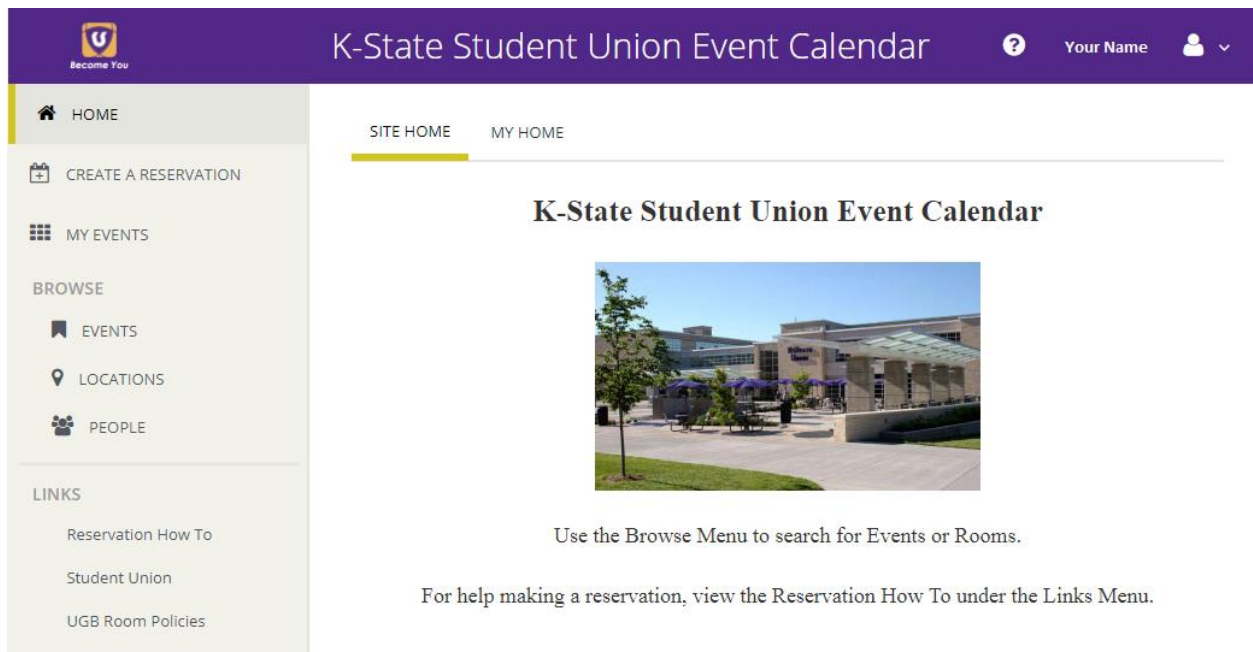 Become You
K-State Student Union Event Calendar
?
Your Name
HOME
CREATE A RESERVATION
MY EVENTS
BROWSE
EVENTS
LOCATIONS
PEOPLE
LINKS
Reservation How To
Student Union
UGB Room Policies
SITE HOME MY HOME
K-State Student Union Event Calendar
Use the Browse Menu to search for Events or Rooms.
For help making a reservation, view the Reservation How To under the Links Menu.